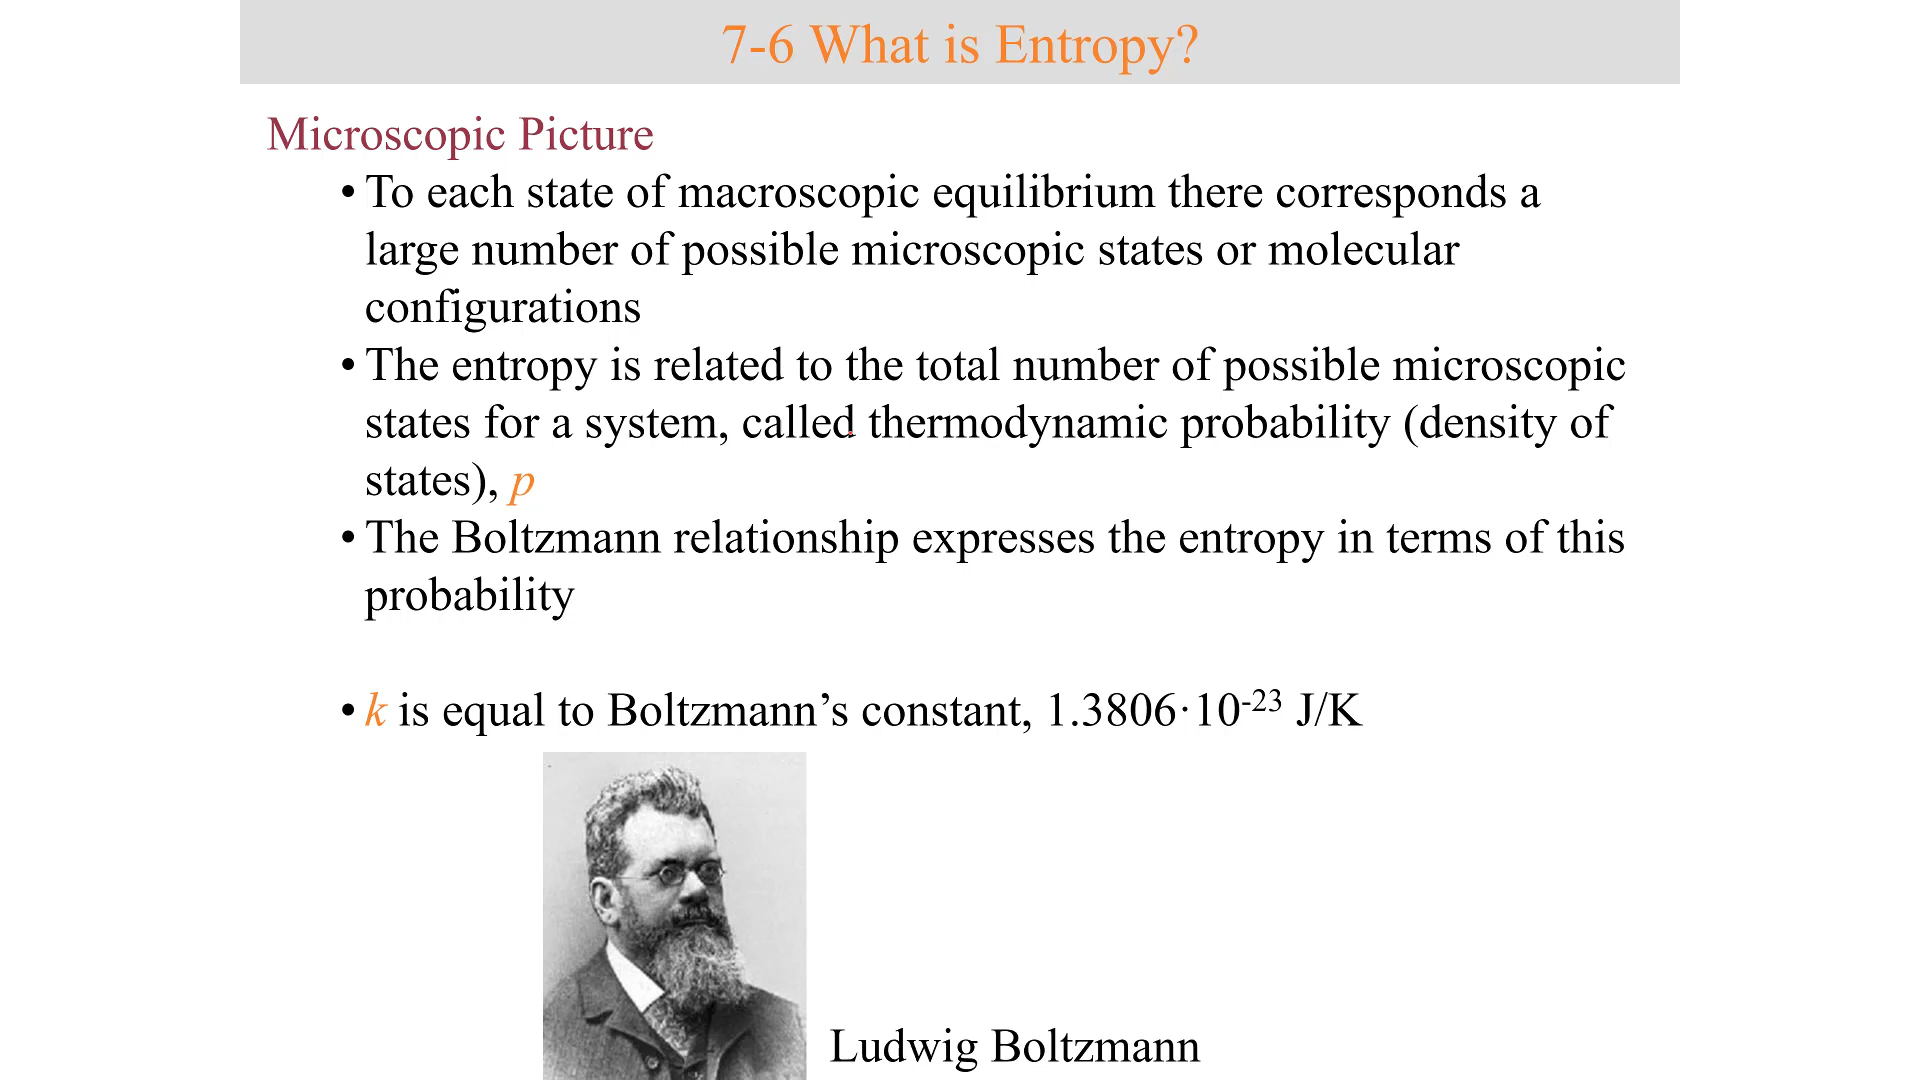 7-6 What is Entropy?
Microscopic Picture
• To each state of macroscopic equilibrium there corresponds a
large number of possible microscopic states or molecular
configurations
• The entropy is related to the total number of possible microscopic
states for a system, called thermodynamic probability (density of
states), p
• The Boltzmann relationship expresses the entropy in terms of this
probability
• k is equal to Boltzmann’s constant, 1.3806·10⁻²³ J/K
Ludwig Boltzmann